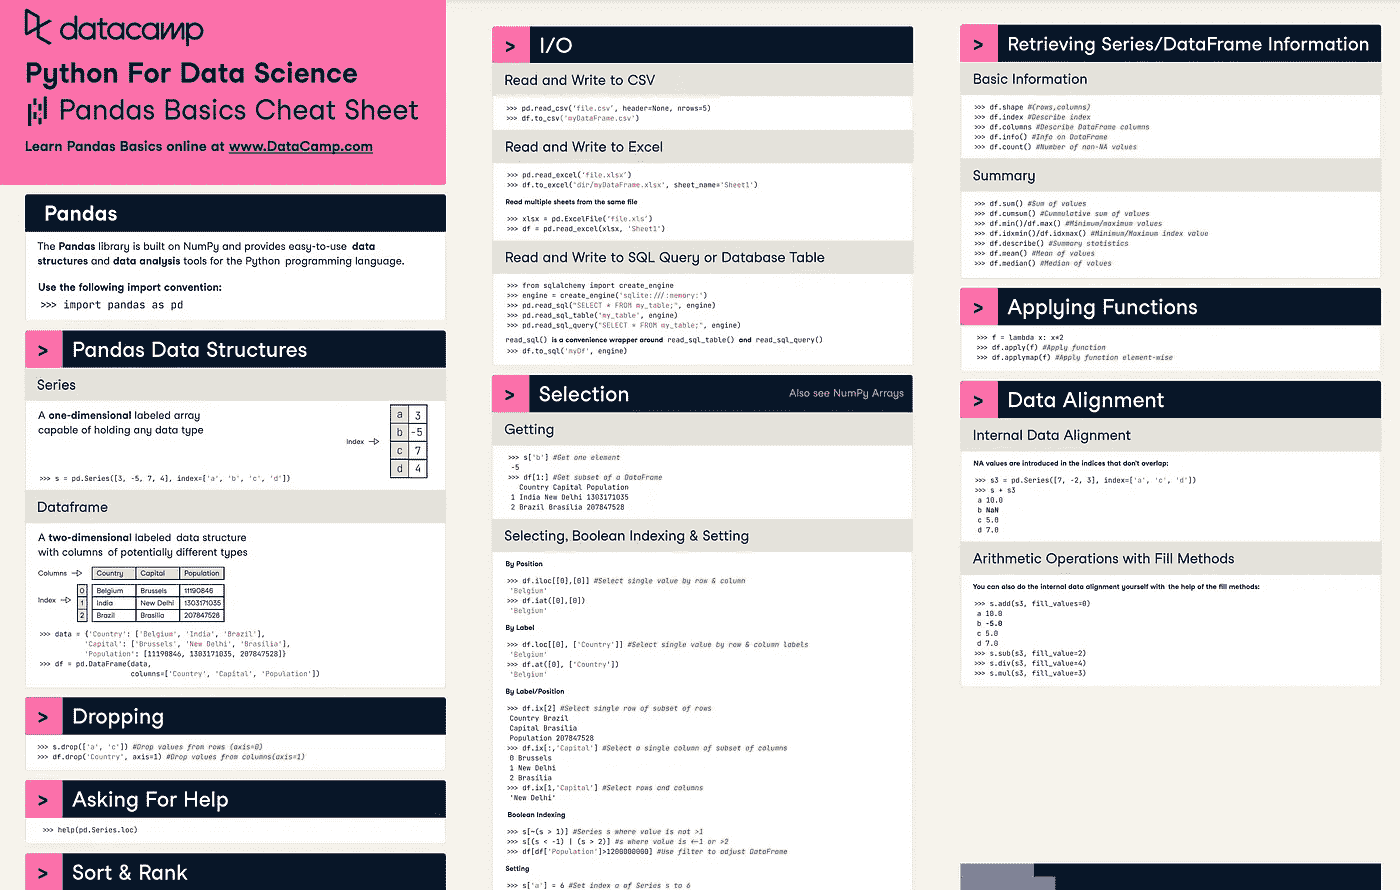 datacamp
Python For Data Science
Pandas Basics Cheat Sheet
Learn Pandas Basics online at www.DataCamp.com
Pandas
The Pandas library is built on NumPy and provides easy-to-use data
structures and data analysis tools for the Python programming language.
Use the following import convention:
>>> import pandas as pd
> Pandas Data Structures
Series
A one-dimensional labeled array
capable of holding any data type
a 3
b -5
Index →
c 7
d 4
>>> s = pd.Series([3, -5, 7, 4], index=['a', 'b', 'c', 'd'])
Dataframe
A two-dimensional labeled data structure
with columns of potentially different types
Columns → Country Capital Population
0 Belgium Brussels 11190846
Index → 1 India New Delhi 1303171035
2 Brazil Brasilia 207847528
>>> data = {'Country': ['Belgium', 'India', 'Brazil'],
'Capital': ['Brussels', 'New Delhi', 'Brasilia'],
'Population': [11190846, 1303171035, 207847528]}
>>> df = pd.DataFrame(data,
columns=['Country', 'Capital', 'Population'])
> Dropping
>>> s.drop(['a', 'c']) #Drop values from rows (axis=0)
>>> df.drop('Country', axis=1) #Drop values from columns(axis=1)
> Asking For Help
>>> help(pd.Series.loc)
> Sort & Rank
> I/O
Read and Write to CSV
>>> pd.read_csv('file.csv', header=None, nrows=5)
>>> df.to_csv('myDataFrame.csv')
Read and Write to Excel
>>> pd.read_excel('file.xlsx')
>>> df.to_excel('dir/myDataFrame.xlsx', sheet_name='Sheet1')
Read multiple sheets from the same file
>>> xlsx = pd.ExcelFile('file.xls')
>>> df = pd.read_excel(xlsx, 'Sheet1')
Read and Write to SQL Query or Database Table
>>> from sqlalchemy import create_engine
>>> engine = create_engine('sqlite:///:memory:')
>>> pd.read_sql("SELECT * FROM my_table;", engine)
>>> pd.read_sql_table('my_table', engine)
>>> pd.read_sql_query("SELECT * FROM my_table;", engine)
read_sql() is a convenience wrapper around read_sql_table() and read_sql_query()
>>> df.to_sql('myDf', engine)
> Selection Also see NumPy Arrays
Getting
>>> s['b'] #Get one element
-5
>>> df[1:] #Get subset of a DataFrame
Country Capital Population
1 India New Delhi 1303171035
2 Brazil Brasilia 207847528
Selecting, Boolean Indexing & Setting
By Position
>>> df.iloc[[0],[0]] #Select single value by row & column
'Belgium'
>>> df.iat([0],[0])
'Belgium'
By Label
>>> df.loc[[0], ['Country']] #Select single value by row & column labels
'Belgium'
>>> df.at([0], ['Country'])
'Belgium'
By Label/Position
>>> df.ix[2] #Select single row of subset of rows
Country Brazil
Capital Brasilia
Population 207847528
>>> df.ix[:,'Capital'] #Select a single column of subset of columns
0 Brussels
1 New Delhi
2 Brasilia
>>> df.ix[1,'Capital'] #Select rows and columns
'New Delhi'
Boolean Indexing
>>> s[~(s > 1)] #Series s where value is not >1
>>> s[(s < -1) | (s > 2)] #s where value is <-1 or >2
>>> df[df['Population']>1200000000] #Use filter to adjust DataFrame
Setting
>>> s['a'] = 6 #Set index a of Series s to 6
> Retrieving Series/DataFrame Information
Basic Information
>>> df.shape #(rows,columns)
>>> df.index #Describe index
>>> df.columns #Describe DataFrame columns
>>> df.info() #Info on DataFrame
>>> df.count() #Number of non-NA values
Summary
>>> df.sum() #Sum of values
>>> df.cumsum() #Cummulative sum of values
>>> df.min()/df.max() #Minimum/maximum values
>>> df.idxmin()/df.idxmax() #Minimum/Maximum index value
>>> df.describe() #Summary statistics
>>> df.mean() #Mean of values
>>> df.median() #Median of values
> Applying Functions
>>> f = lambda x: x*2
>>> df.apply(f) #Apply function
>>> df.applymap(f) #Apply function element-wise
> Data Alignment
Internal Data Alignment
NA values are introduced in the indices that don't overlap:
>>> s3 = pd.Series([7, -2, 3], index=['a', 'c', 'd'])
>>> s + s3
a 10.0
b NaN
c 5.0
d 7.0
Arithmetic Operations with Fill Methods
You can also do the internal data alignment yourself with the help of the fill methods:
>>> s.add(s3, fill_values=0)
a 10.0
b -5.0
c 5.0
d 7.0
>>> s.sub(s3, fill_value=2)
>>> s.div(s3, fill_value=4)
>>> s.mul(s3, fill_value=3)